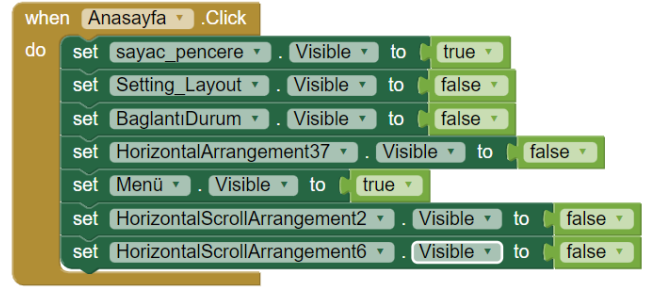 when Anasayfa .Click
do set sayac_pencere . Visible to true
set Setting_Layout . Visible to false
set BaglantıDurum . Visible to false
set HorizontalArrangement37 . Visible to false
set Menü . Visible to true
set HorizontalScrollArrangement2 . Visible to false
set HorizontalScrollArrangement6 . Visible to false